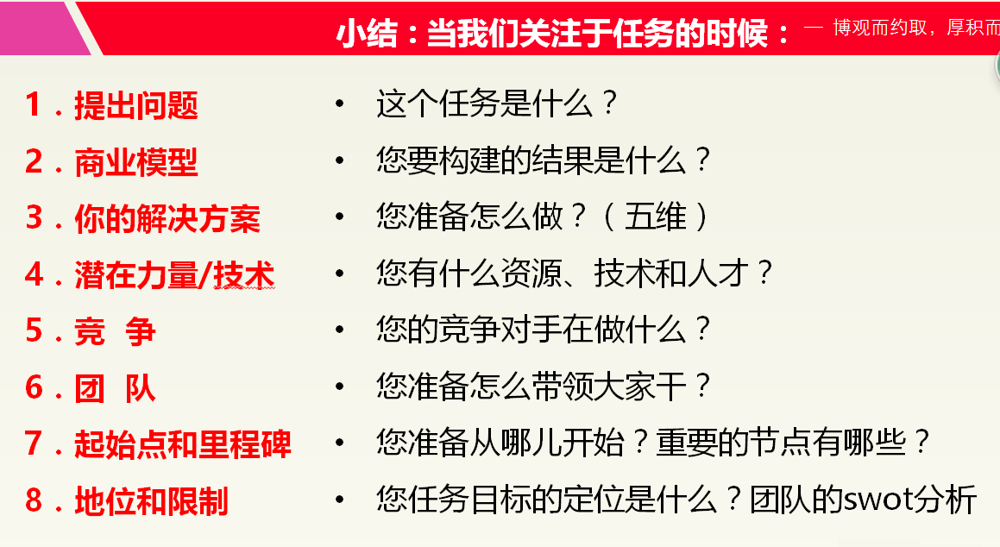 小结：当我们关注于任务的时候：
— 博观而约取，厚积而
1．提出问题
• 这个任务是什么？
2．商业模型
• 您要构建的结果是什么？
3．你的解决方案
• 您准备怎么做？（五维）
4．潜在力量/技术
• 您有什么资源、技术和人才？
5．竞 争
• 您的竞争对手在做什么？
6．团 队
• 您准备怎么带领大家干？
7．起始点和里程碑
• 您准备从哪儿开始？重要的节点有哪些？
8．地位和限制
• 您任务目标的定位是什么？团队的swot分析